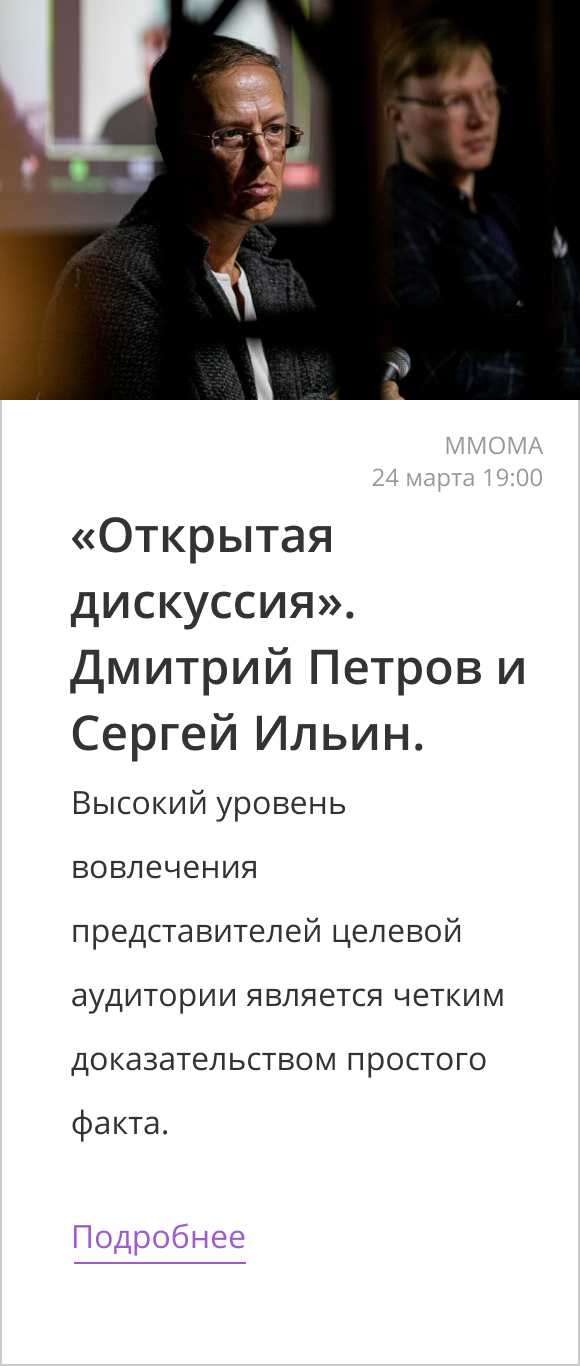 ММОМА
24 марта 19:00
«Открытая
дискуссия».
Дмитрий Петров и
Сергей Ильин.
Высокий уровень
вовлечения
представителей целевой
аудитории является четким
доказательством простого
факта.
Подробнее